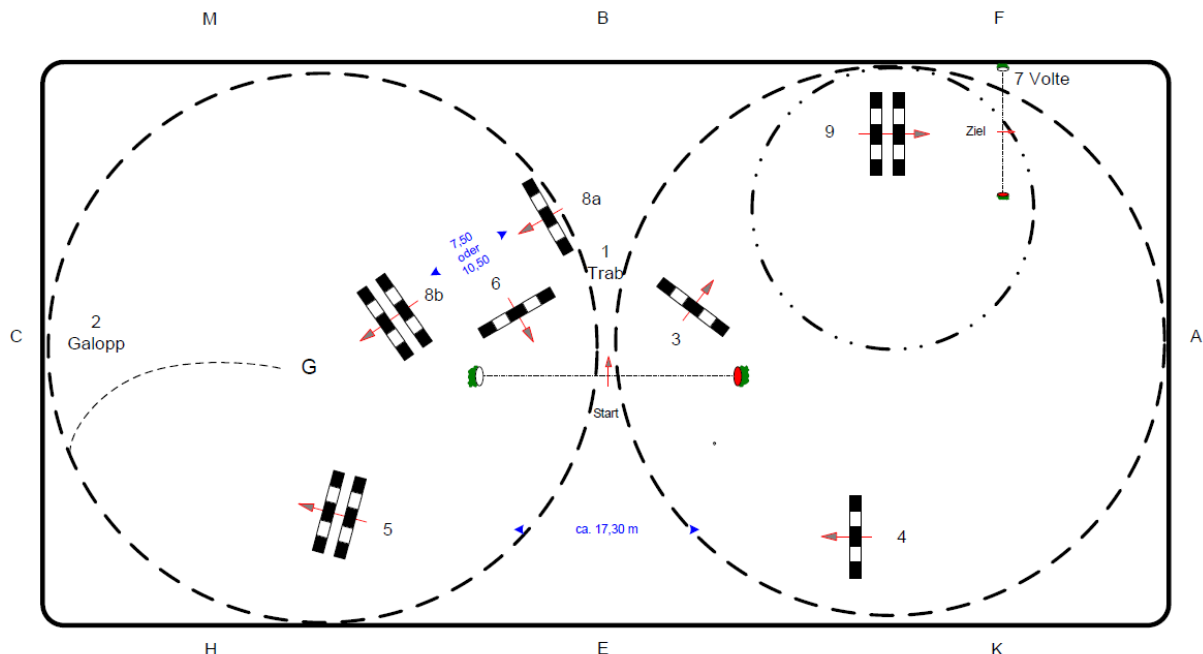 M
B
F
7 Volte
9
Ziel
8a
7,50
oder
10,50
1
Trab
6
8b
3
2
Galopp
C
A
G
Start
5
ca. 17,30 m
4
H
E
K